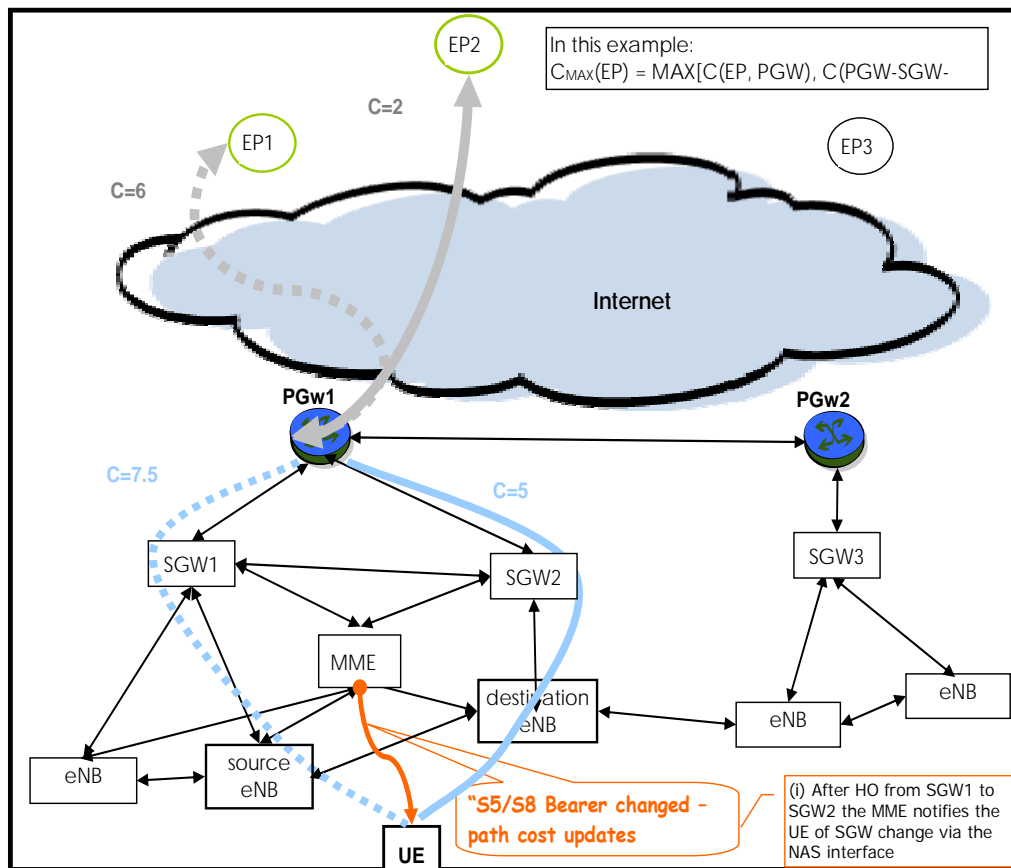 EP2
In this example:
CMAX(EP) = MAX[C(EP, PGW), C(PGW-SGW-
C=2
EP1
EP3
C=6
Internet
PGw1
PGw2
C=7.5
C=5
SGW1
SGW2
SGW3
MME
destination
eNB
eNB
eNB
eNB
source
eNB
"S5/S8 Bearer changed –
path cost updates
(i) After HO from SGW1 to
SGW2 the MME notifies the
UE of SGW change via the
NAS interface
UE